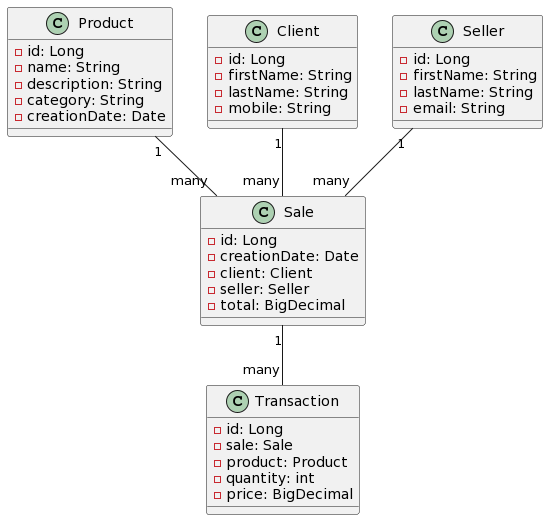 C Product
id: Long
name: String
description: String
category: String
creationDate: Date
C Client
id: Long
firstName: String
lastName: String
mobile: String
C Seller
id: Long
firstName: String
lastName: String
email: String
1
many
1
many
1
many
C Sale
id: Long
creationDate: Date
client: Client
seller: Seller
total: BigDecimal
1
many
C Transaction
id: Long
sale: Sale
product: Product
quantity: int
price: BigDecimal